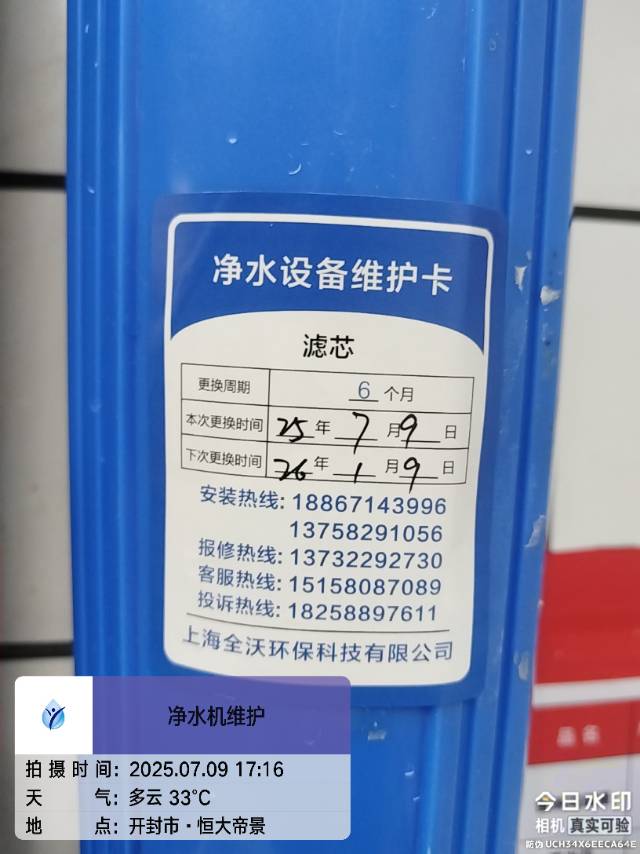 净水设备维护卡
滤芯
更换周期 6 个月
本次更换时间 25 年 7 月 9 日
下次更换时间 26 年 1 月 9 日
安装热线: 18867143996
13758291056
报修热线: 13732292730
客服热线: 15158087089
投诉热线: 18258897611
上海全沃环保科技有限公司
净水机维护
拍摄时间: 2025.07.09 17:16
天 气: 多云 33℃
地 点: 开封市·恒大帝景
今日水印
相机 真实可验
防伪 UCH34X6EECA64E